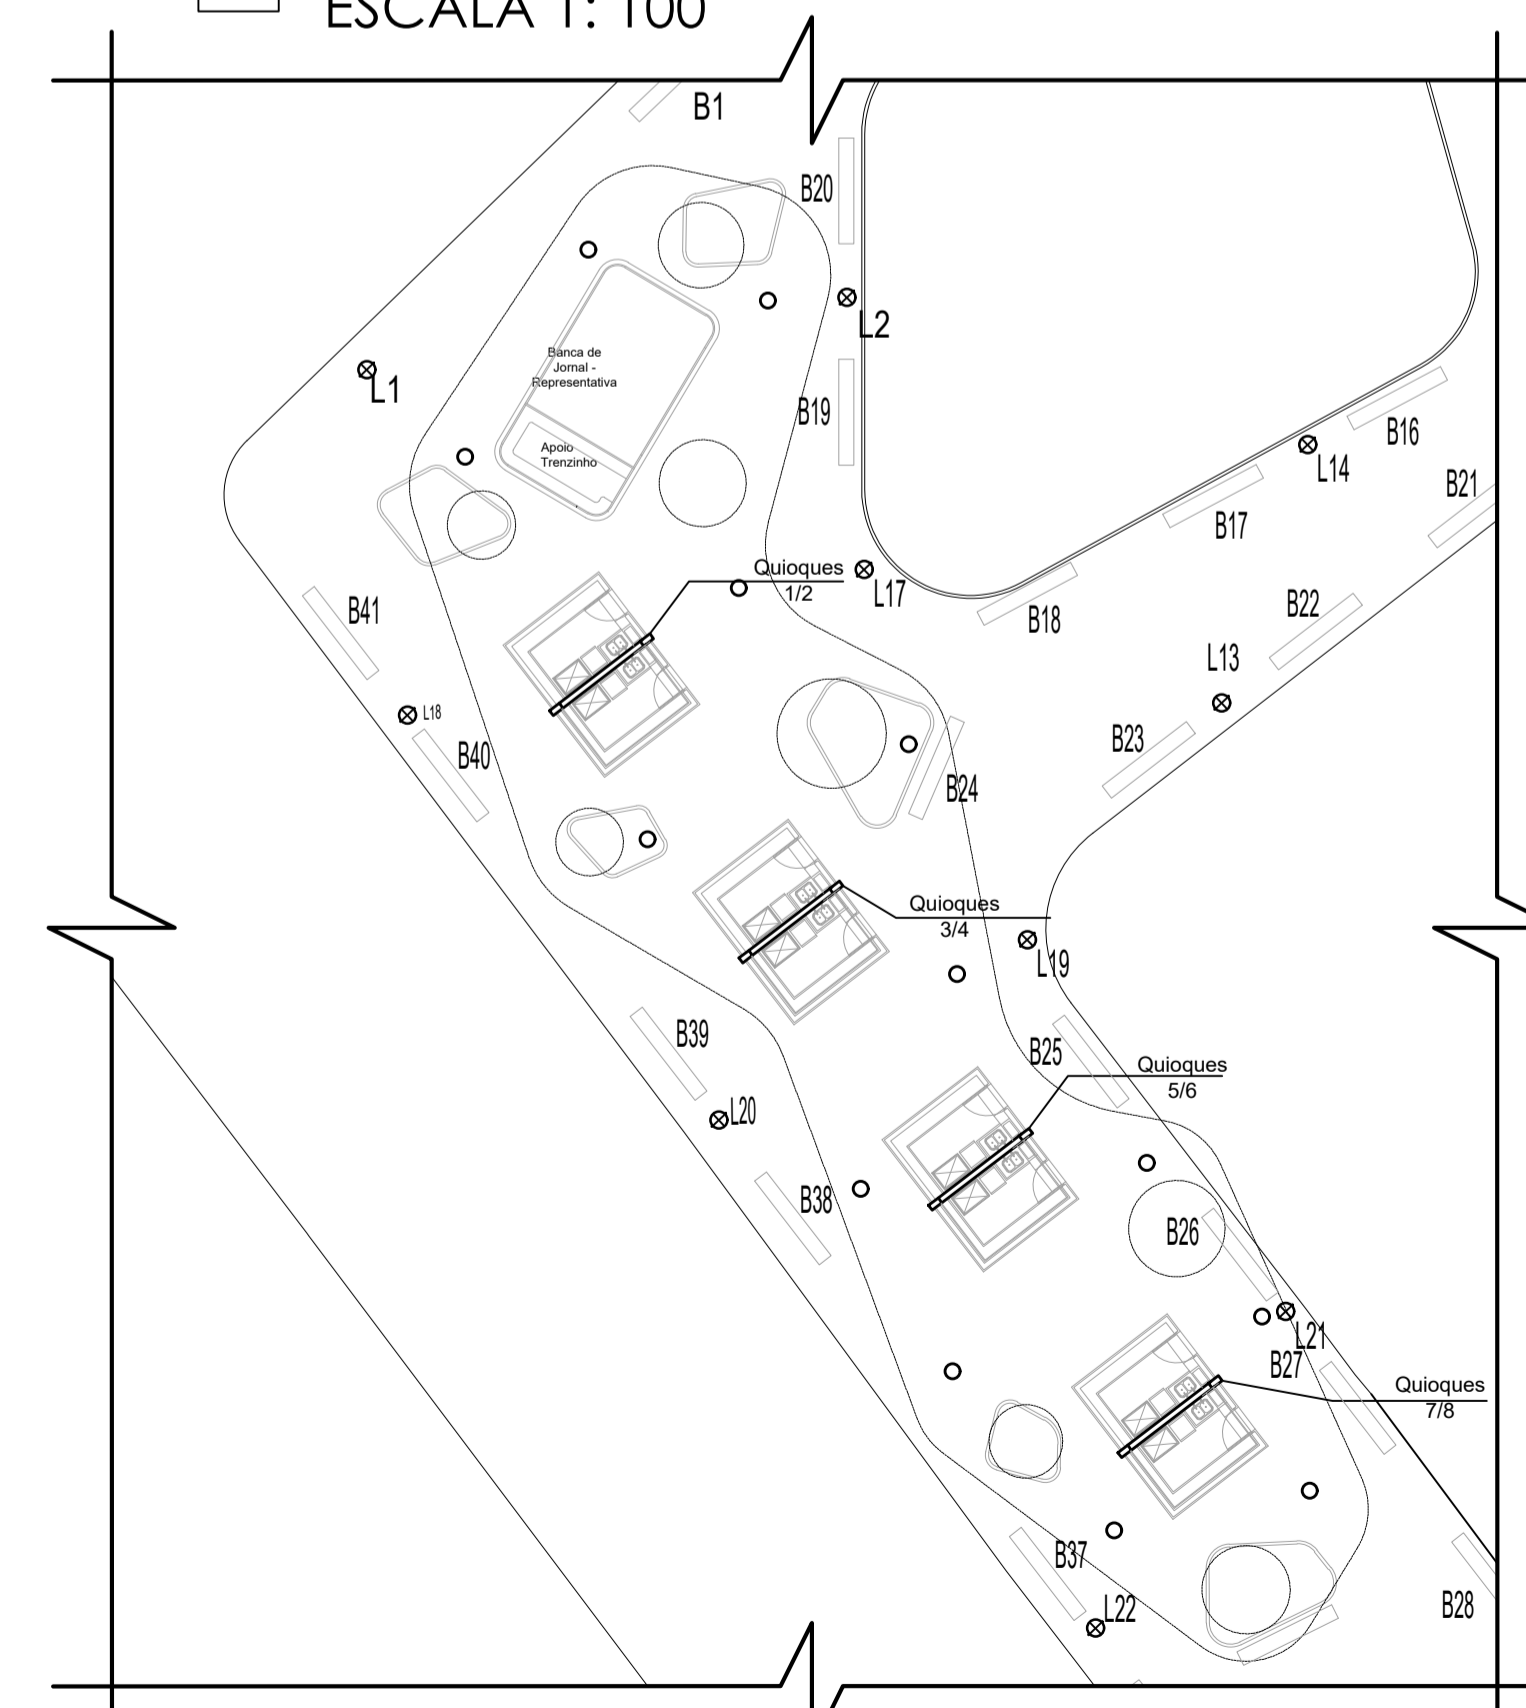 ESCALA 1: 100
B1
B20
L2
Banca de
Jornal -
Representativa
L1
B19
B16
Apoio
Trenzinho
L14
B21
B17
Quioques
1/2
L17
B41
B18
B22
L13
L18
B40
B23
B24
Quioques
3/4
L19
B39
B25
Quioques
5/6
L20
B38
B26
L21
B27
Quioques
7/8
B37
L22
B28